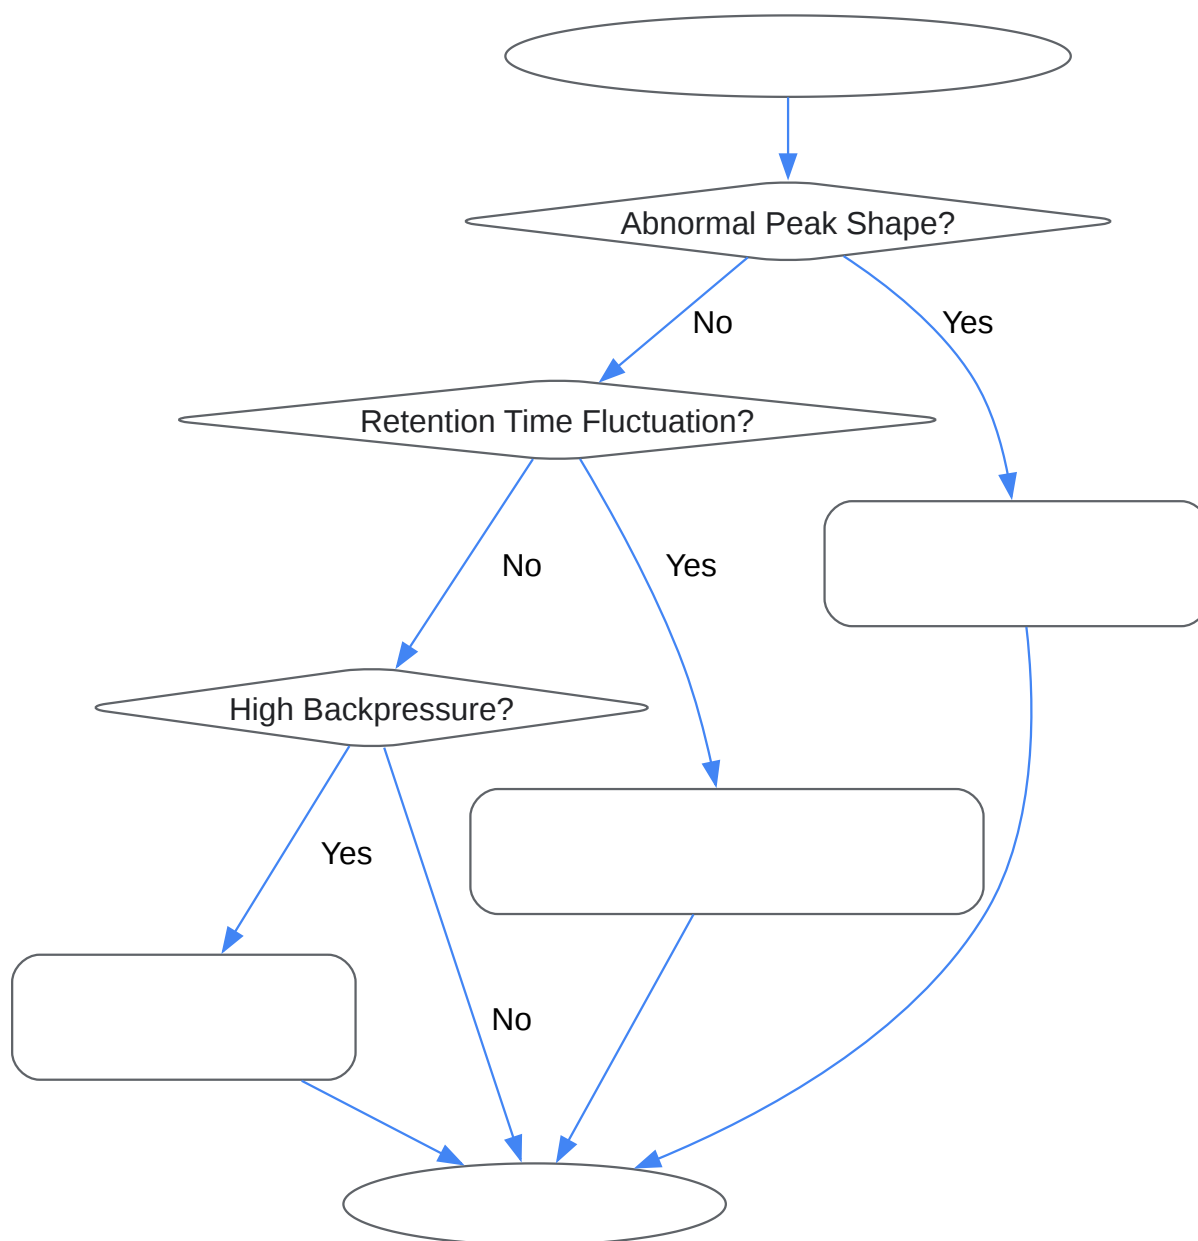 Abnormal Peak Shape?
No
Yes
Retention Time Fluctuation?
No
Yes
High Backpressure?
Yes
No